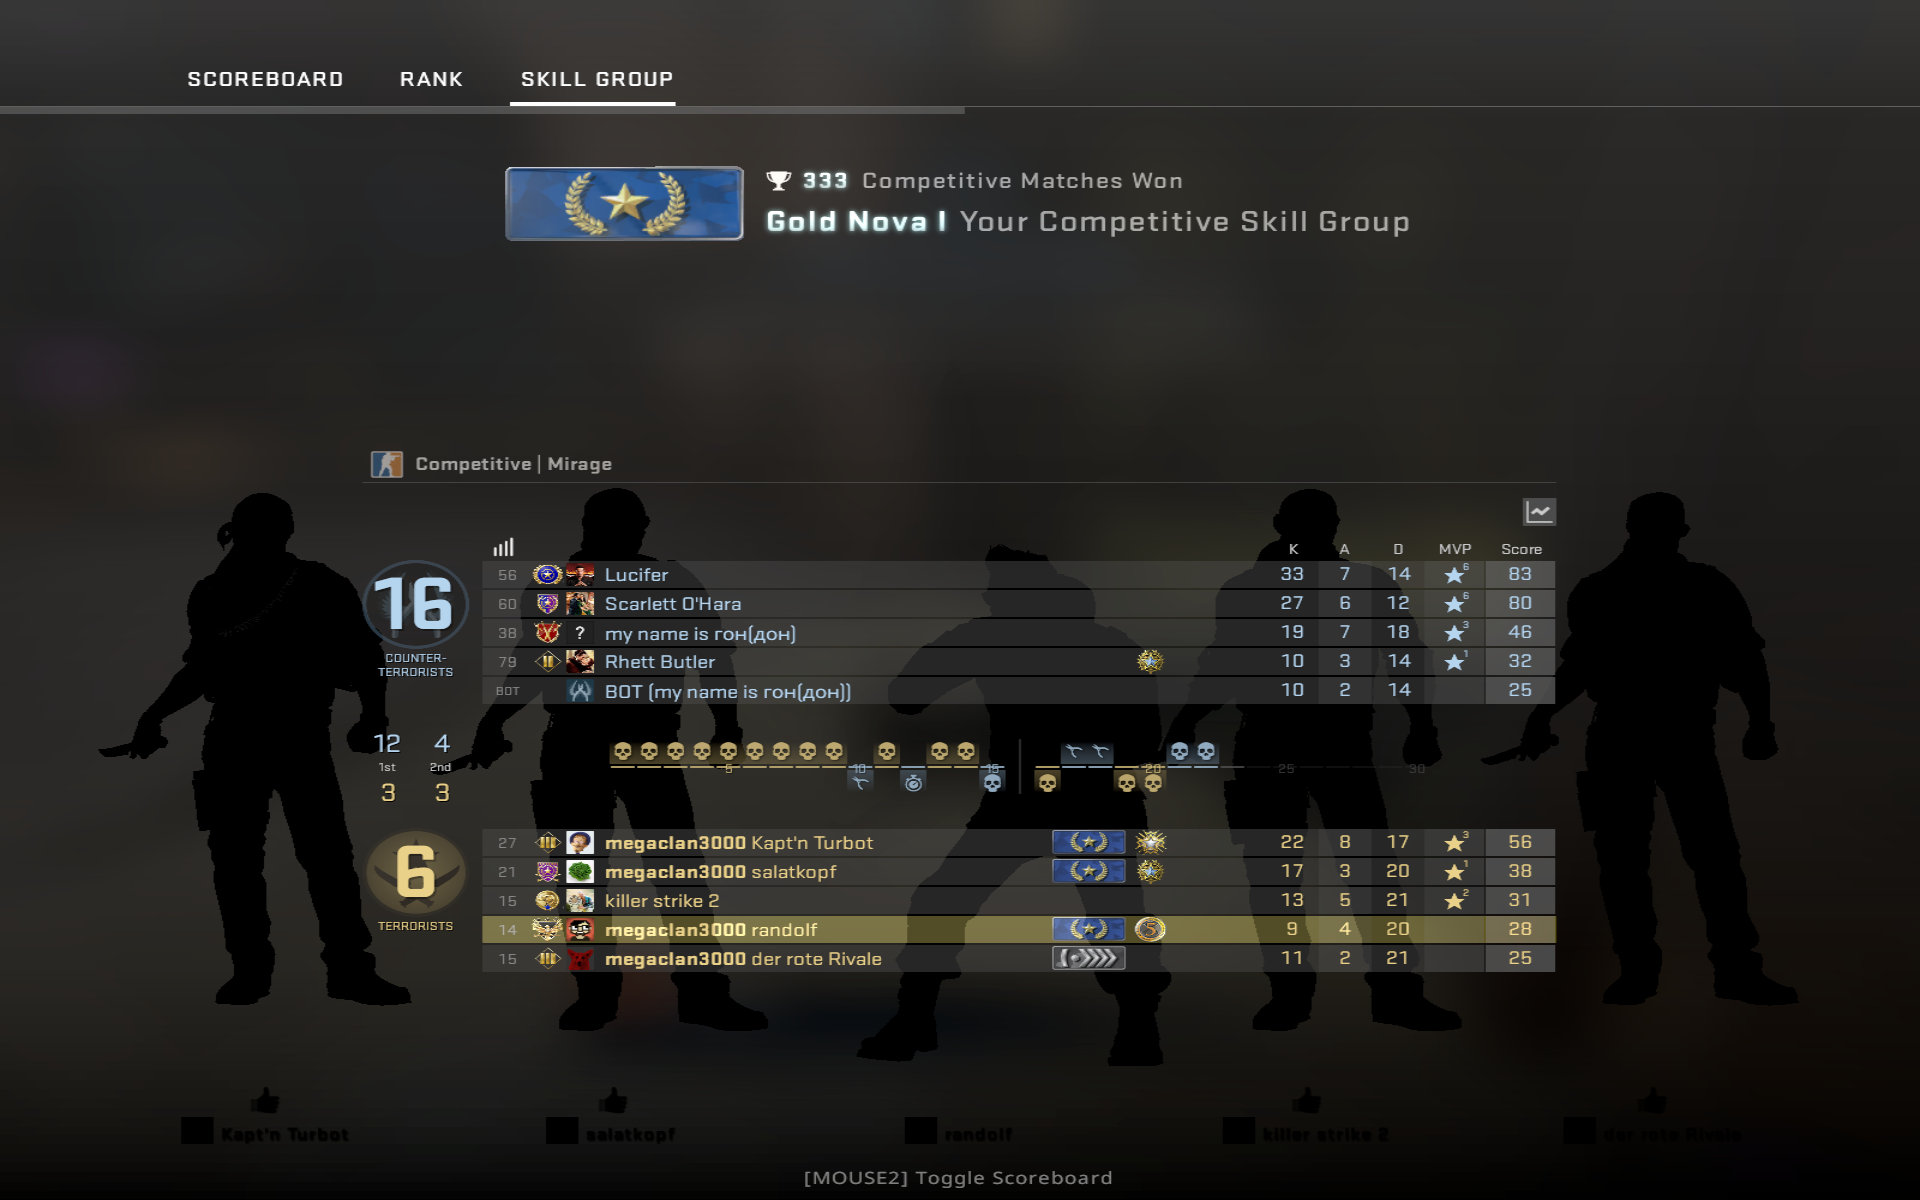 SCOREBOARD RANK SKILL GROUP
333 Competitive Matches Won
Gold Nova I Your Competitive Skill Group
Competitive | Mirage
K A D MVP Score
16
COUNTER-
TERRORISTS
56 Lucifer 33 7 14 6 83
60 Scarlett O'Hara 27 6 12 6 80
38 ? my name is гон(дон) 19 7 18 3 46
79 Rhett Butler 10 3 14 1 32
BOT BOT (my name is гон(дон)) 10 2 14 25
12 4
1st 2nd
3 3
5 10 15 20 25 30
6
TERRORISTS
27 megaclan3000 Kapt'n Turbot 22 8 17 3 56
21 megaclan3000 salatkopf 17 3 20 1 38
15 killer strike 2 13 5 21 2 31
14 megaclan3000 randolf 5 9 4 20 28
15 megaclan3000 der rote Rivale 11 2 21 25
Kapt'n Turbot salatkopf randolf killer strike 2 der rote Rivale
[MOUSE2] Toggle Scoreboard